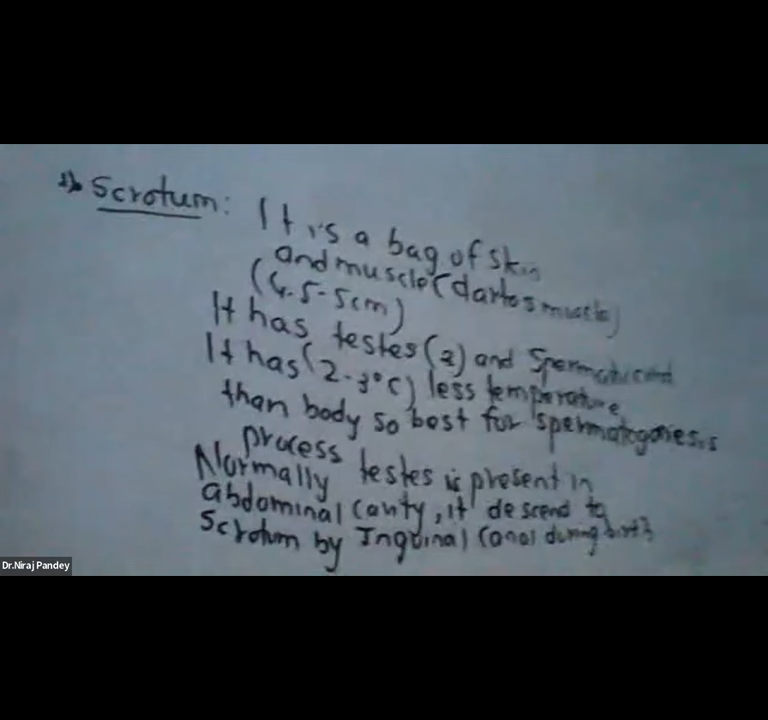 1) Scrotum: It is a bag of skin
and muscle (dartos muscle)
(4.5-5cm)
It has testes (2) and Spermatic cord
It has (2-3°C) less temperature
than body so best for spermatogenesis
process
Normally testes is present in
abdominal cavity, it descend to
Scrotum by Inguinal Canal during birth
Dr.Niraj Pandey